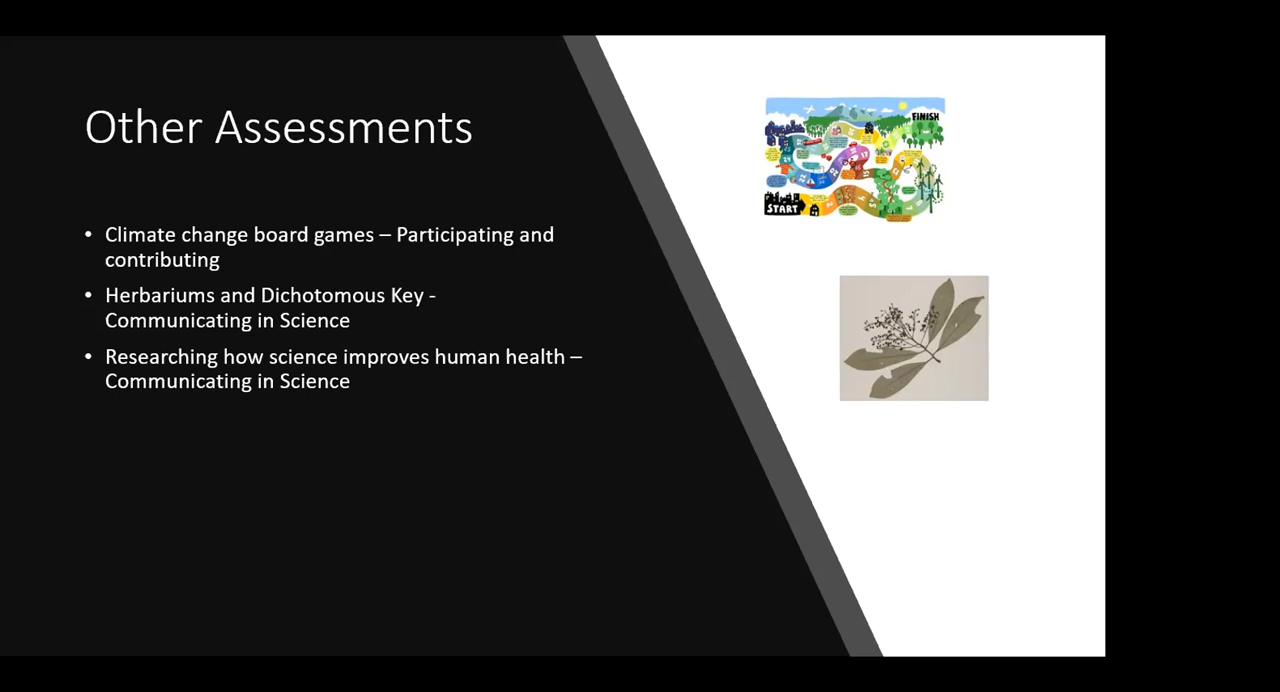 Other Assessments
• Climate change board games – Participating and
contributing
• Herbariums and Dichotomous Key -
Communicating in Science
• Researching how science improves human health –
Communicating in Science
FINISH
START